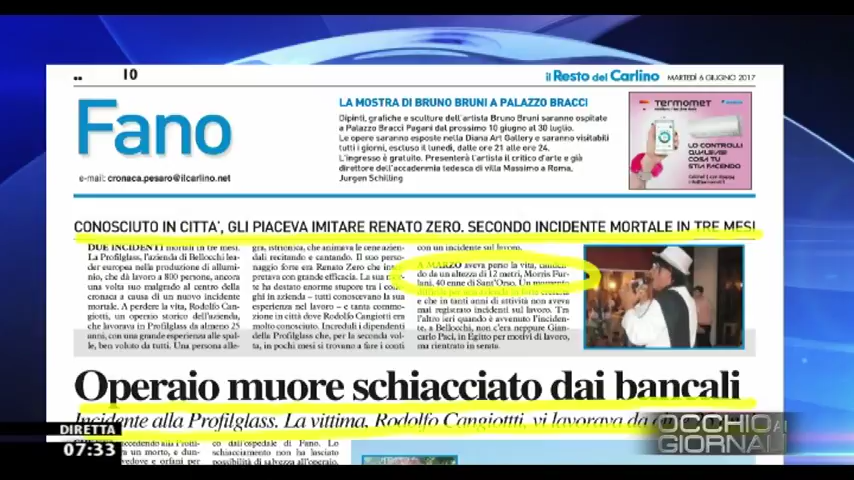 10
il Resto del Carlino MARTEDÌ 6 GIUGNO 2017
Fano
e-mail: cronaca.pesaro@ilcarlino.net
LA MOSTRA DI BRUNO BRUNI A PALAZZO BRACCI
Dipinti, grafiche e sculture dell'artista Bruno Bruni saranno ospitate
a Palazzo Bracci Pagani dal prossimo 10 giugno al 30 luglio.
Le opere saranno esposte nella Diana Art Gallery e saranno visitabili
tutti i giorni, escluso il lunedì, dalle ore 21 alle ore 24.
L'ingresso è gratuito. Presenterà l'artista il critico d'arte e già
direttore dell'accademia tedesca di villa Massimo a Roma,
Jurgen Schilling
TERMOMET
LO CONTROLLI
QUALSIASI
COSA TU
STIA FACENDO
CONOSCIUTO IN CITTA', GLI PIACEVA IMITARE RENATO ZERO. SECONDO INCIDENTE MORTALE IN TRE MESI
DUE INCIDENTI mortali in tre mesi.
La Profilglass, l'azienda di Bellocchi lea-
der europea nella produzione di allumi-
nio, che dà lavoro a 800 persone, ancora
una volta suo malgrado al centro della
cronaca a causa di un nuovo incidente
mortale. A perdere la vita, Rodolfo Can-
giotti, un operaio storico dell'azienda,
che lavorava in Profilglass da almeno 25
anni, con una grande esperienza alle spal-
le, ben voluto da tutti. Una persona alle-
gra, istrionica, che animava le cene azien-
dali recitando e cantando. Il suo perso-
naggio forte era Renato Zero che inter-
pretava con grande efficacia. La sua mor-
te ha destato enorme stupore tra i colle-
ghi in azienda – tutti conoscevano la sua
esperienza nel lavoro – e tanta commo-
zione in città dove Rodolfo Cangiotti era
molto conosciuto. Increduli i dipendenti
della Profilglass che, per la seconda vol-
ta, in pochi mesi si trovano a fare i conti
con un incidente sul lavoro.
A MARZO aveva perso la vita, caden-
do da un altezza di 12 metri, Morris Fur-
lani, 40 enne di Sant'Orso. Un momento
e che in tanti anni di attività non aveva
mai registrato incidenti sul lavoro. Tra
l'altro ieri quando è avvenuto l'inciden-
te, a Bellocchi, non c'era neppure Gian-
carlo Paci, in Egitto per motivi di lavoro,
ma rientrato in serata.
Operaio muore schiacciato dai bancali
Incidente alla Profilglass. La vittima, Rodolfo Cangiottti, vi lavorava da
DIRETTA
07:33
OCCHIO AI
GIORNALI
un morto, e dun-
vedove e orfani per
co dall'ospedale di Fano. Lo
schiacciamento non ha lasciato
possibilità di salvezza all'operaio,